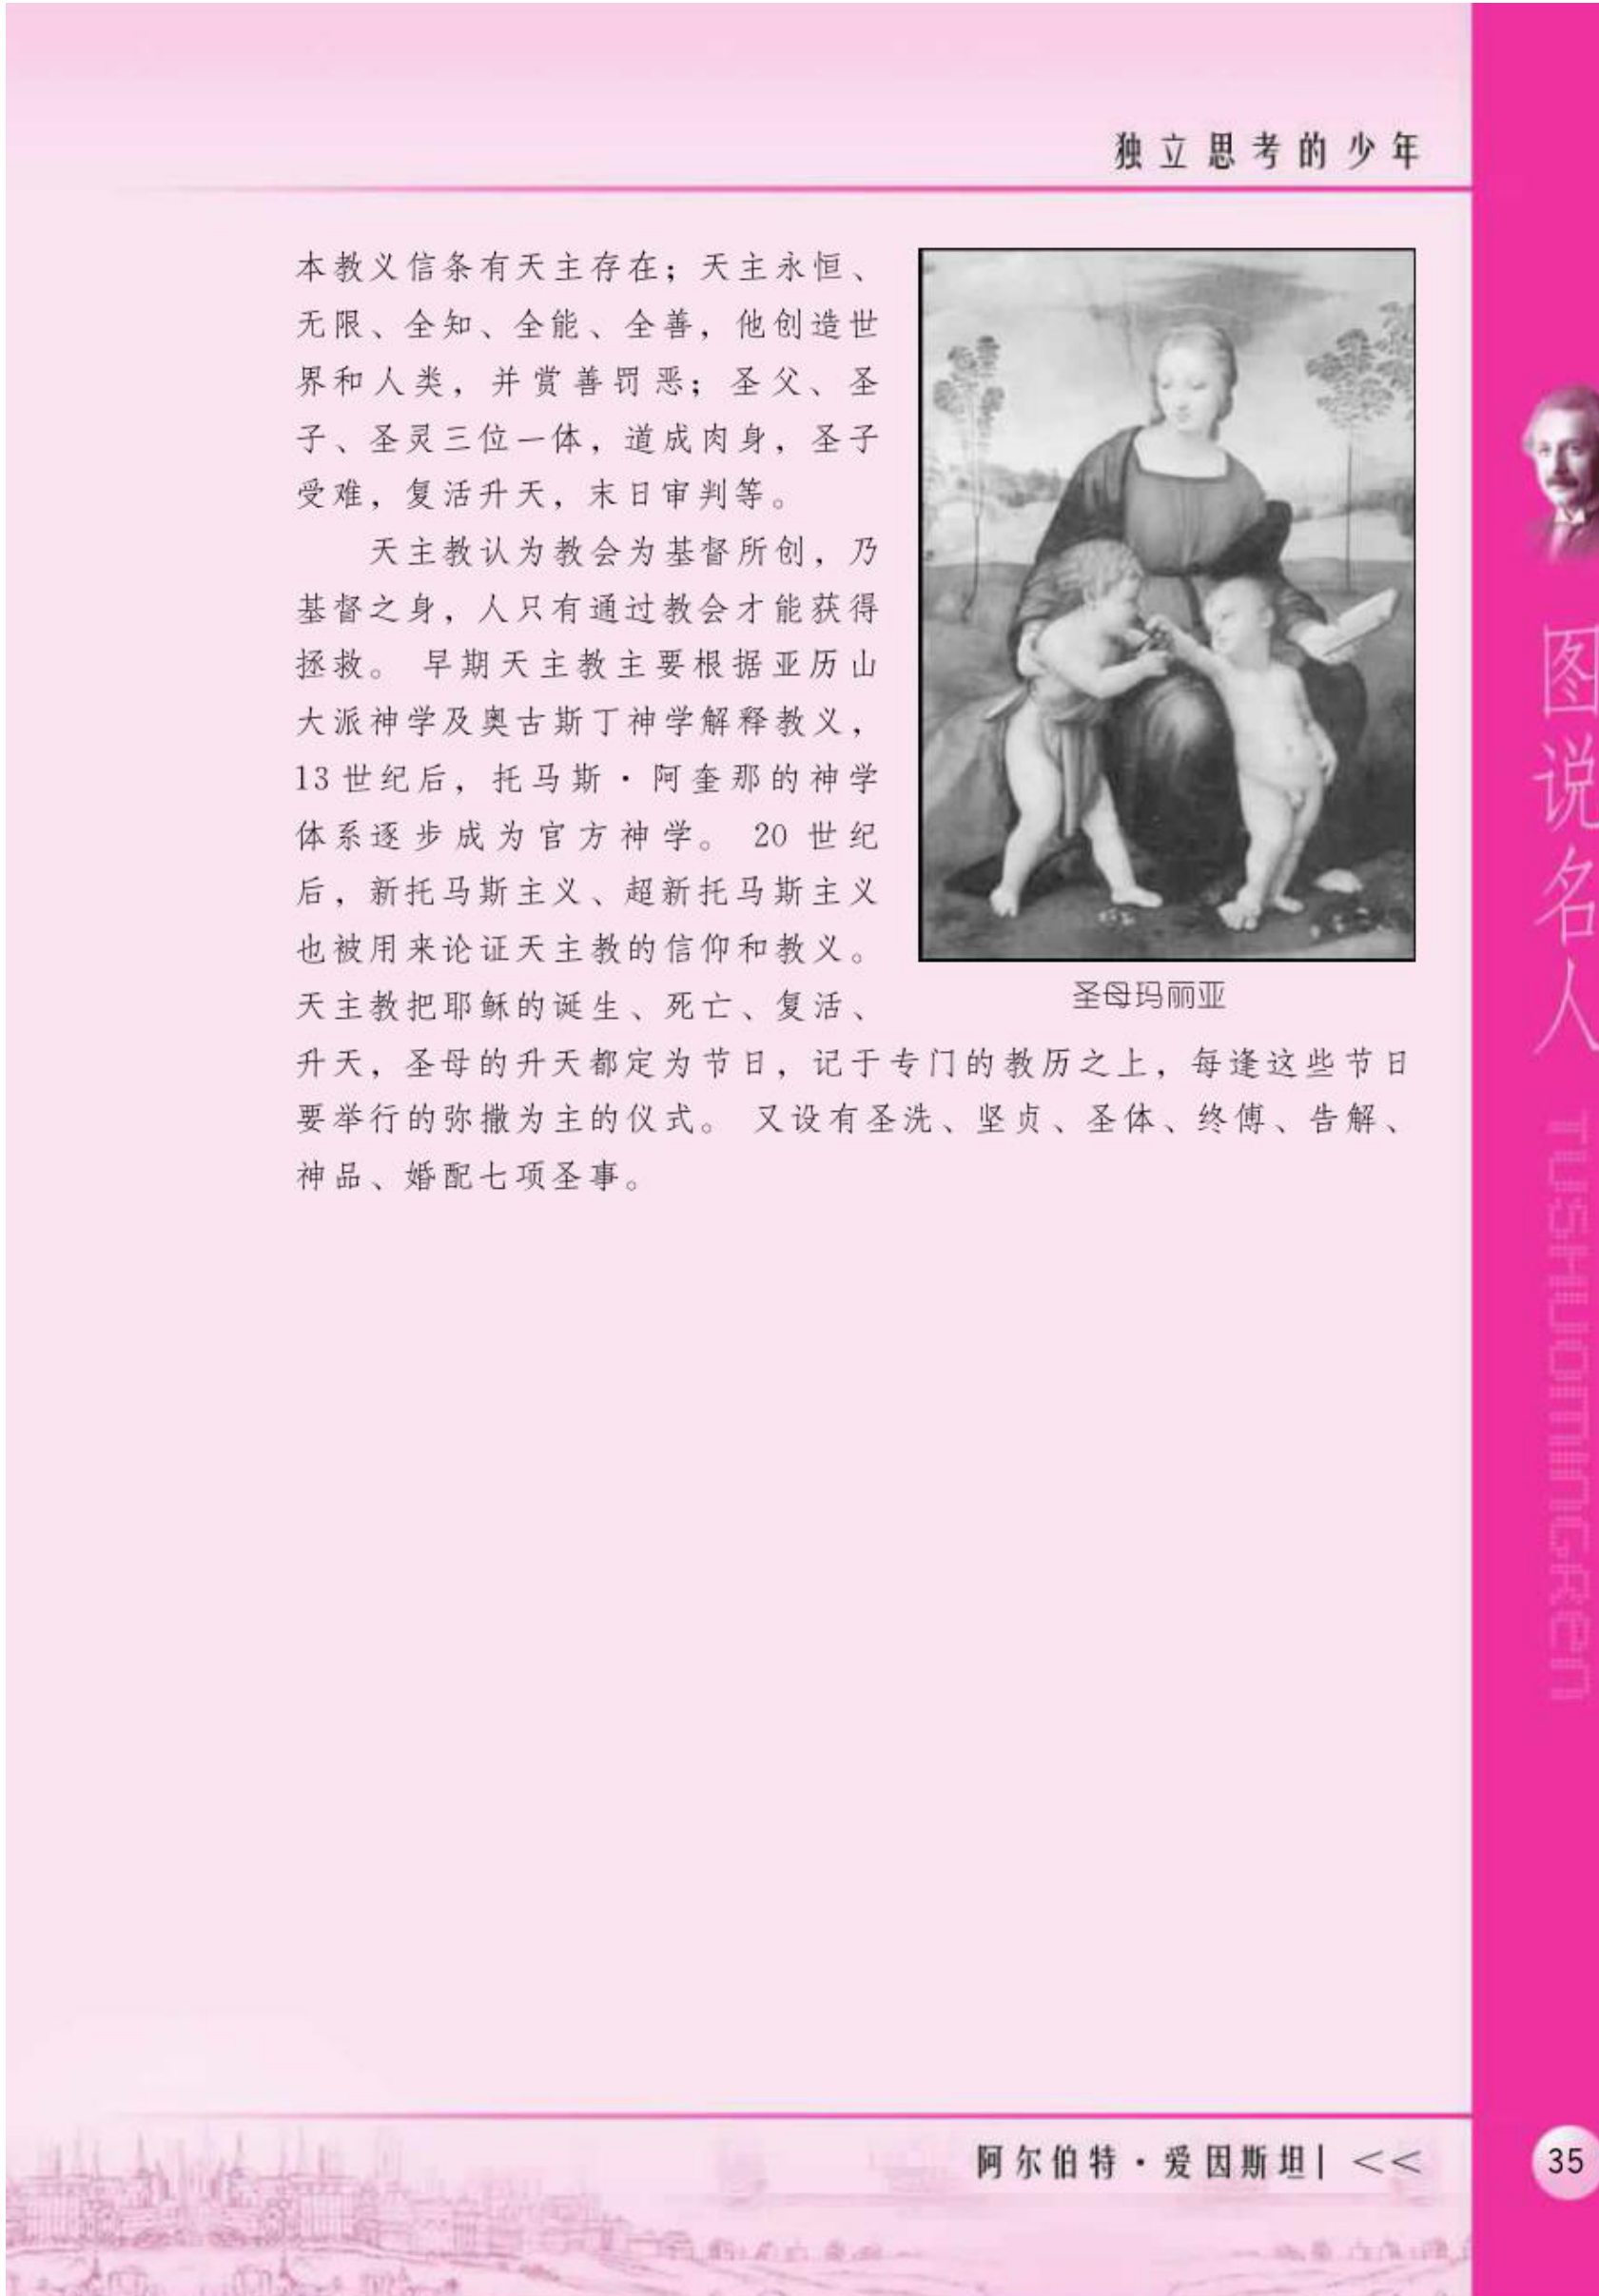 独立思考的少年
本教义信条有天主存在；天主永恒、
无限、全知、全能、全善，他创造世
界和人类，并赏善罚恶；圣父、圣
子、圣灵三位一体，道成肉身，圣子
受难，复活升天，末日审判等。
天主教认为教会为基督所创，乃
基督之身，人只有通过教会才能获得
拯救。 早期天主教主要根据亚历山
大派神学及奥古斯丁神学解释教义，
13世纪后，托马斯·阿奎那的神学
体系逐步成为官方神学。 20 世纪
后，新托马斯主义、超新托马斯主义
也被用来论证天主教的信仰和教义。
天主教把耶稣的诞生、死亡、复活、
升天，圣母的升天都定为节日，记于专门的教历之上，每逢这些节日
要举行的弥撒为主的仪式。 又设有圣洗、坚贞、圣体、终傅、告解、
神品、婚配七项圣事。
圣母玛丽亚
图说名人
TUSHUOMINGREN
阿尔伯特·爱因斯坦| <<
35